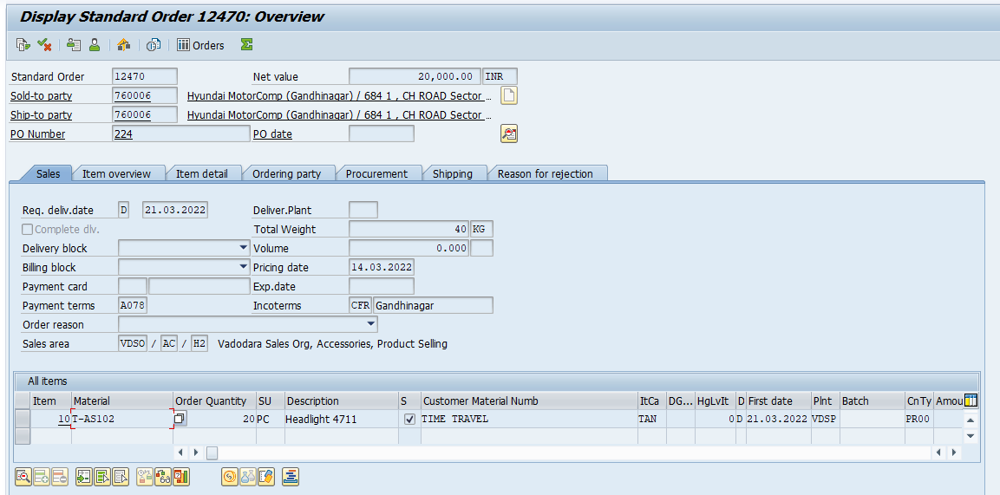 Display Standard Order 12470: Overview
Orders
Standard Order 12470 Net value 20,000.00 INR
Sold-to party 760006 Hyundai MotorComp (Gandhinagar) / 684 1 , CH ROAD Sector ...
Ship-to party 760006 Hyundai MotorComp (Gandhinagar) / 684 1 , CH ROAD Sector ...
PO Number 224 PO date
Sales Item overview Item detail Ordering party Procurement Shipping Reason for rejection
Req. deliv.date D 21.03.2022 Deliver.Plant
Complete dlv. Total Weight 40 KG
Delivery block Volume 0.000
Billing block Pricing date 14.03.2022
Payment card Exp.date
Payment terms A078 Incoterms CFR Gandhinagar
Order reason
Sales area VDSO / AC / H2 Vadodara Sales Org, Accessories, Product Selling
All items
Item Material Order Quantity SU Description S Customer Material Numb ItCa DG... HgLvIt D First date Plnt Batch CnTy Amou
10 T-AS102 20 PC Headlight 4711 TIME TRAVEL TAN 0 D 21.03.2022 VDSP PR00